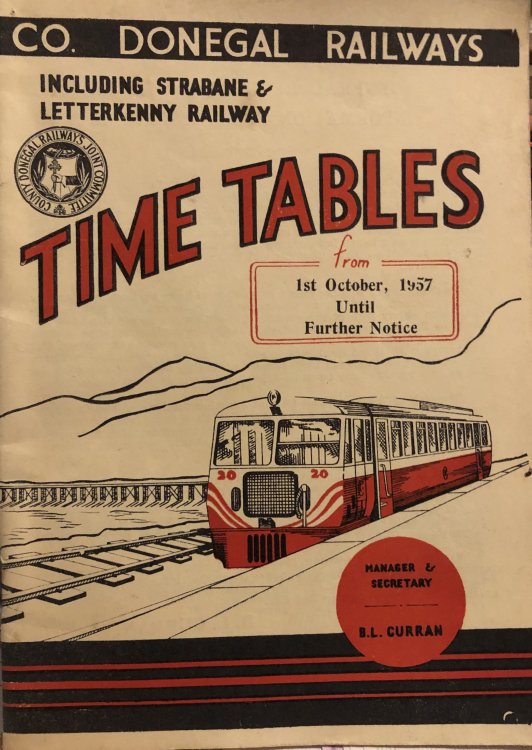 CO. DONEGAL RAILWAYS
INCLUDING STRABANE &
LETTERKENNY RAILWAY
COUNTY DONEGAL RAILWAYS JOINT COMMITTEE
TIME TABLES
from
1st October, 1957
Until
Further Notice
20 20
MANAGER &
SECRETARY
B.L. CURRAN